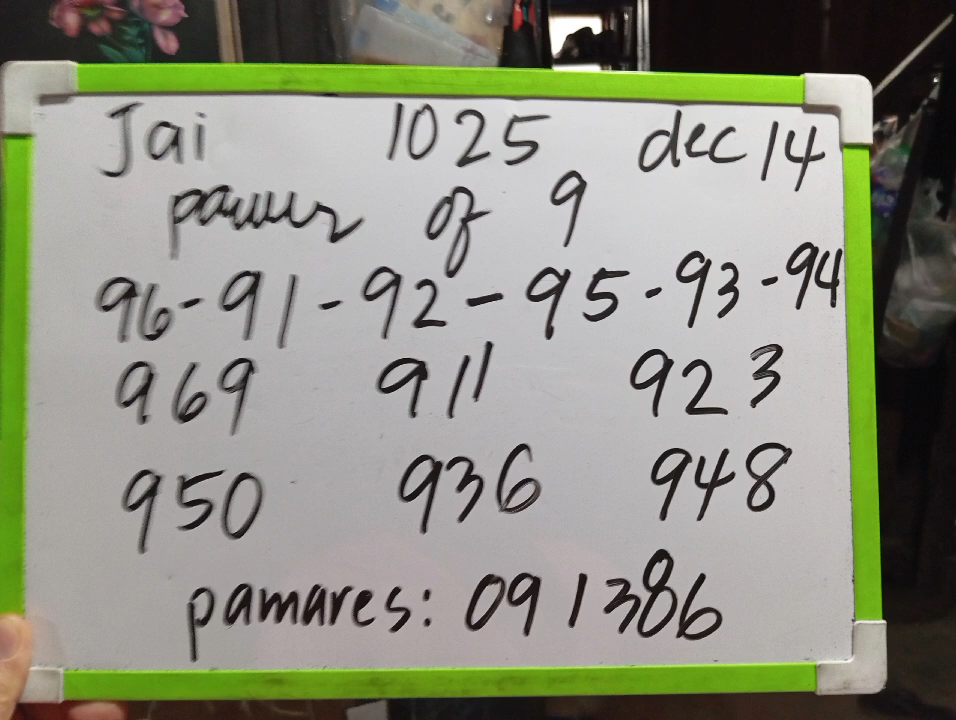 Jai 1025 dec 14
power of 9
96-91-92-95-93-94
969 911 923
950 936 948
pamares: 091386